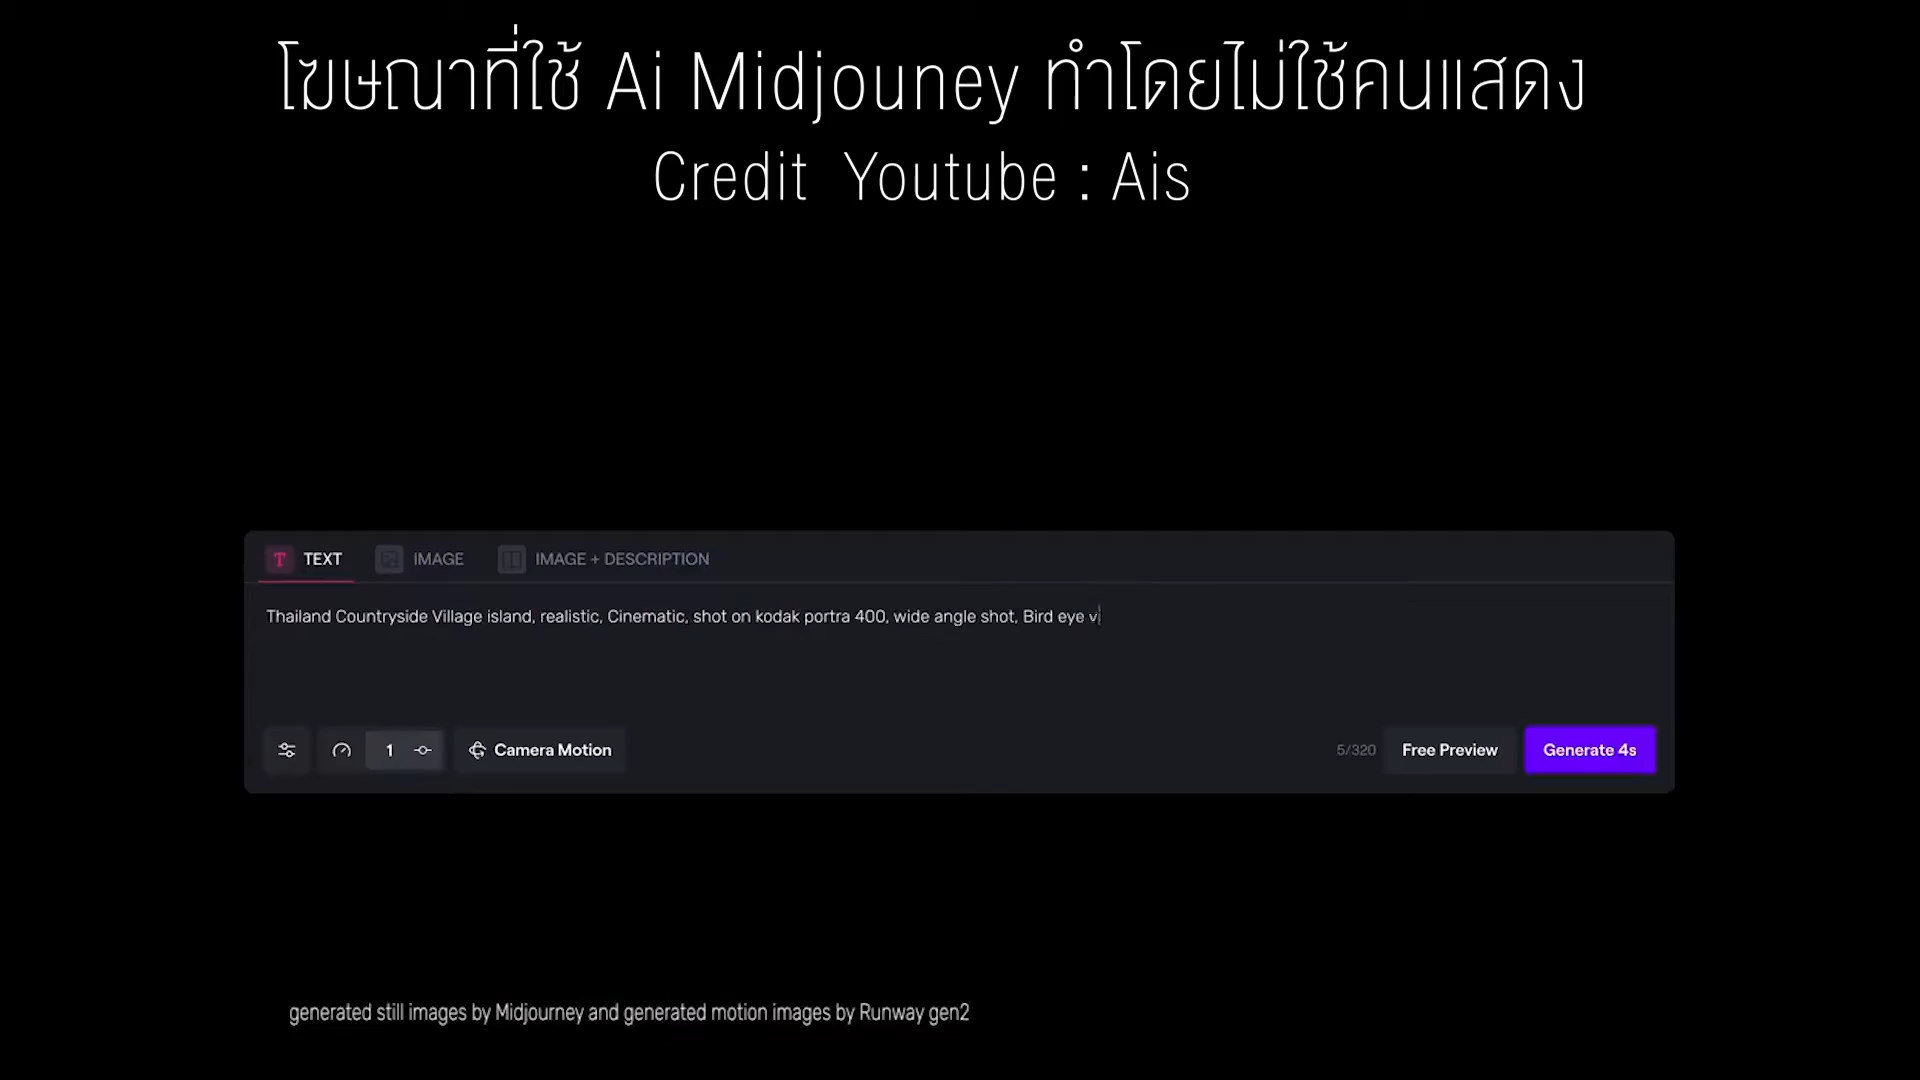 โฆษณาที่ใช้ Ai Midjouney ทำโดยไม่ใช้คนแสดง
Credit Youtube : Ais
TEXT IMAGE IMAGE + DESCRIPTION
Thailand Countryside Village island, realistic, Cinematic, shot on kodak portra 400, wide angle shot, Bird eye v
1 Camera Motion 5/320 Free Preview Generate 4s
generated still images by Midjourney and generated motion images by Runway gen2